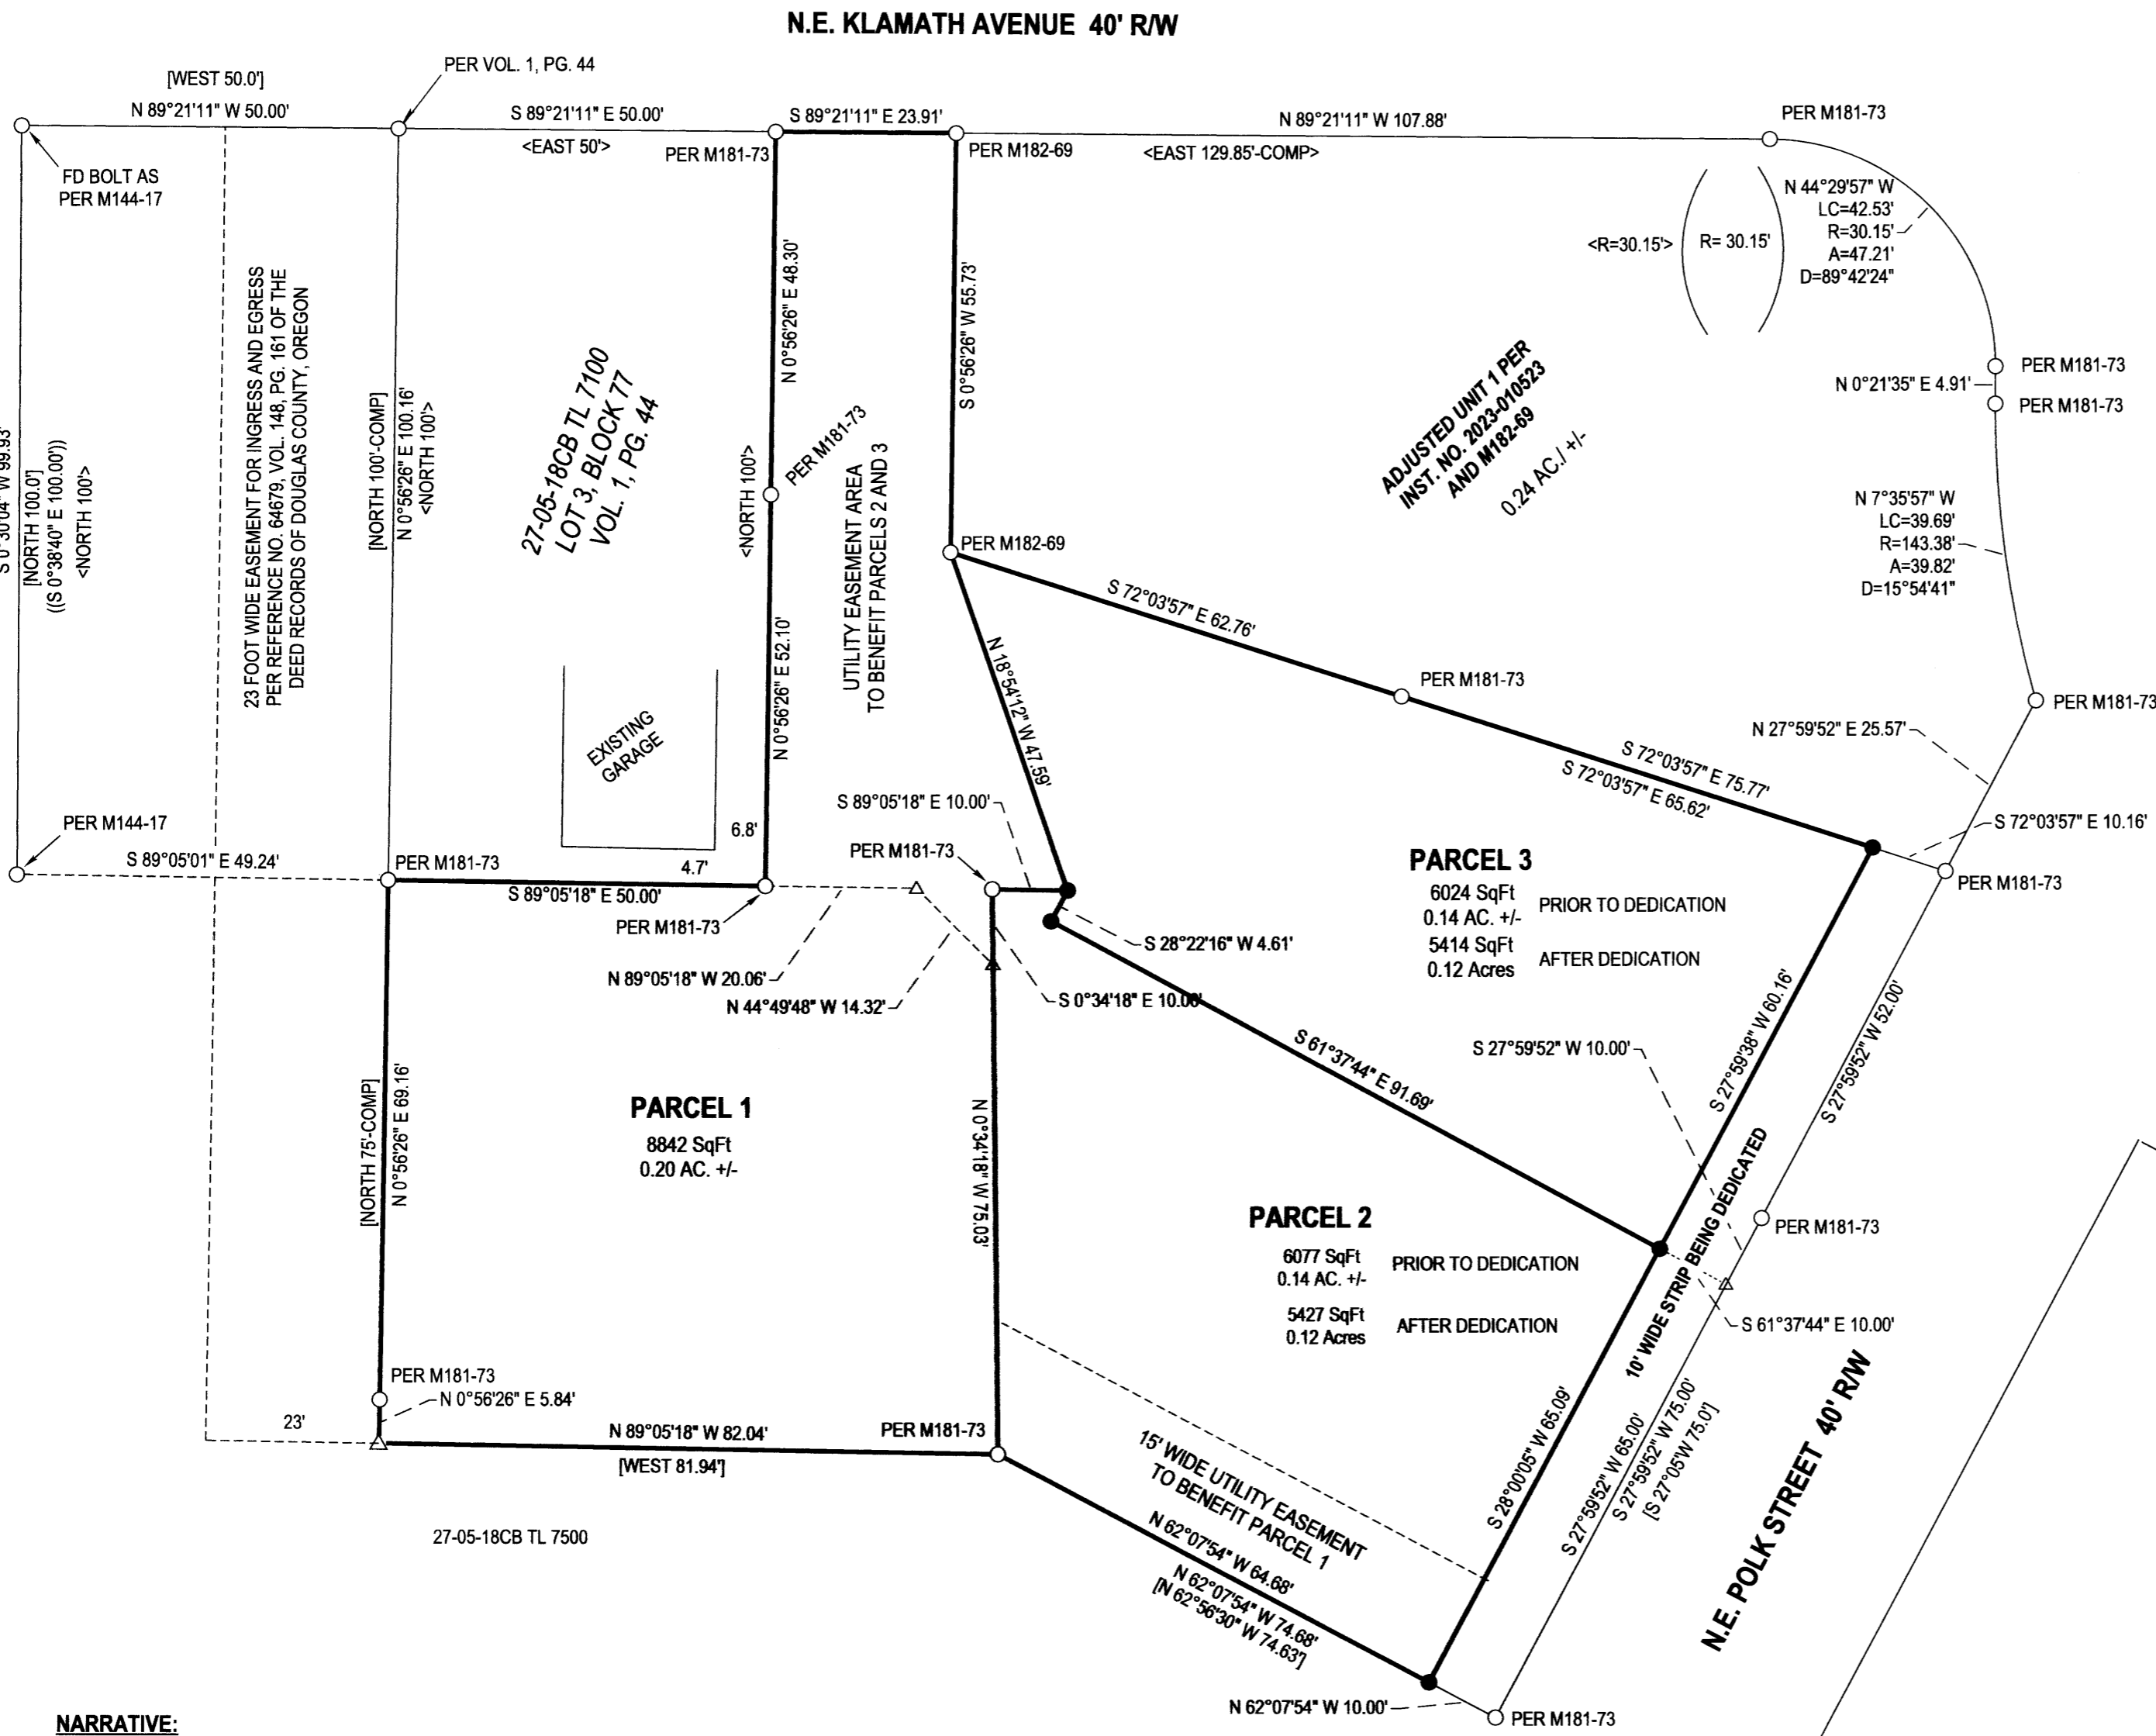 N.E. KLAMATH AVENUE 40' R/W
[WEST 50.0']
N 89°21'11" W 50.00'
PER VOL. 1, PG. 44
S 89°21'11" E 50.00'
<EAST 50'>
PER M181-73
S 89°21'11" E 23.91'
PER M182-69
N 89°21'11" W 107.88'
<EAST 129.85'-COMP>
PER M181-73
FD BOLT AS
PER M144-17
N 44°29'57" W
LC=42.53'
R=30.15'
A=47.21'
D=89°42'24"
<R=30.15'>
R= 30.15'
S 0°30'04" W 99.93'
[NORTH 100.0']
((S 0°38'40" E 100.00'))
<NORTH 100'>
23 FOOT WIDE EASEMENT FOR INGRESS AND EGRESS
PER REFERENCE NO. 64679, VOL. 148, PG. 161 OF THE
DEED RECORDS OF DOUGLAS COUNTY, OREGON
[NORTH 100'-COMP]
N 0°56'26" E 100.16'
<NORTH 100'>
27-05-18CB TL 7100
LOT 3, BLOCK 77
VOL. 1, PG. 44
N 0°56'26" E 48.30'
<NORTH 100'>
PER M181-73
N 0°56'26" E 52.10'
UTILITY EASEMENT AREA
TO BENEFIT PARCELS 2 AND 3
S 0°56'26" W 55.73'
PER M182-69
ADJUSTED UNIT 1 PER
INST. NO. 2023-010523
AND M182-69
0.24 AC./ +/-
PER M181-73
N 0°21'35" E 4.91'
PER M181-73
N 7°35'57" W
LC=39.69'
R=143.38'
A=39.82'
D=15°54'41"
PER M181-73
S 72°03'57" E 62.76'
PER M181-73
N 18°54'12" W 47.59'
S 72°03'57" E 75.77'
S 72°03'57" E 65.62'
N 27°59'52" E 25.57'
S 72°03'57" E 10.16'
PER M181-73
EXISTING
GARAGE
6.8'
4.7'
PER M144-17
S 89°05'01" E 49.24'
PER M181-73
S 89°05'18" E 50.00'
PER M181-73
S 89°05'18" E 10.00'
PER M181-73
N 89°05'18" W 20.06'
N 44°49'48" W 14.32'
S 28°22'16" W 4.61'
S 0°34'18" E 10.00'
PARCEL 3
6024 SqFt
0.14 AC. +/-
PRIOR TO DEDICATION
5414 SqFt
0.12 Acres
AFTER DEDICATION
S 61°37'44" E 91.69'
S 27°59'52" W 10.00'
S 27°59'38" W 60.16'
S 27°59'52" W 52.00'
[NORTH 75'-COMP]
N 0°56'26" E 69.16'
PARCEL 1
8842 SqFt
0.20 AC. +/-
N 0°34'18" W 75.03'
PARCEL 2
6077 SqFt
0.14 AC. +/-
PRIOR TO DEDICATION
5427 SqFt
0.12 Acres
AFTER DEDICATION
10' WIDE STRIP BEING DEDICATED
PER M181-73
S 61°37'44" E 10.00'
PER M181-73
N 0°56'26" E 5.84'
23'
N 89°05'18" W 82.04'
[WEST 81.94']
PER M181-73
15' WIDE UTILITY EASEMENT
TO BENEFIT PARCEL 1
N 62°07'54" W 64.68'
N 62°07'54" W 74.68'
[N 62°56'30" W 74.63']
S 28°00'05" W 65.09'
S 27°59'52" W 65.00'
S 27°59'52" W 75.00'
[S 27°05'W 75.0']
N.E. POLK STREET 40' R/W
27-05-18CB TL 7500
N 62°07'54" W 10.00'
PER M181-73
NARRATIVE: